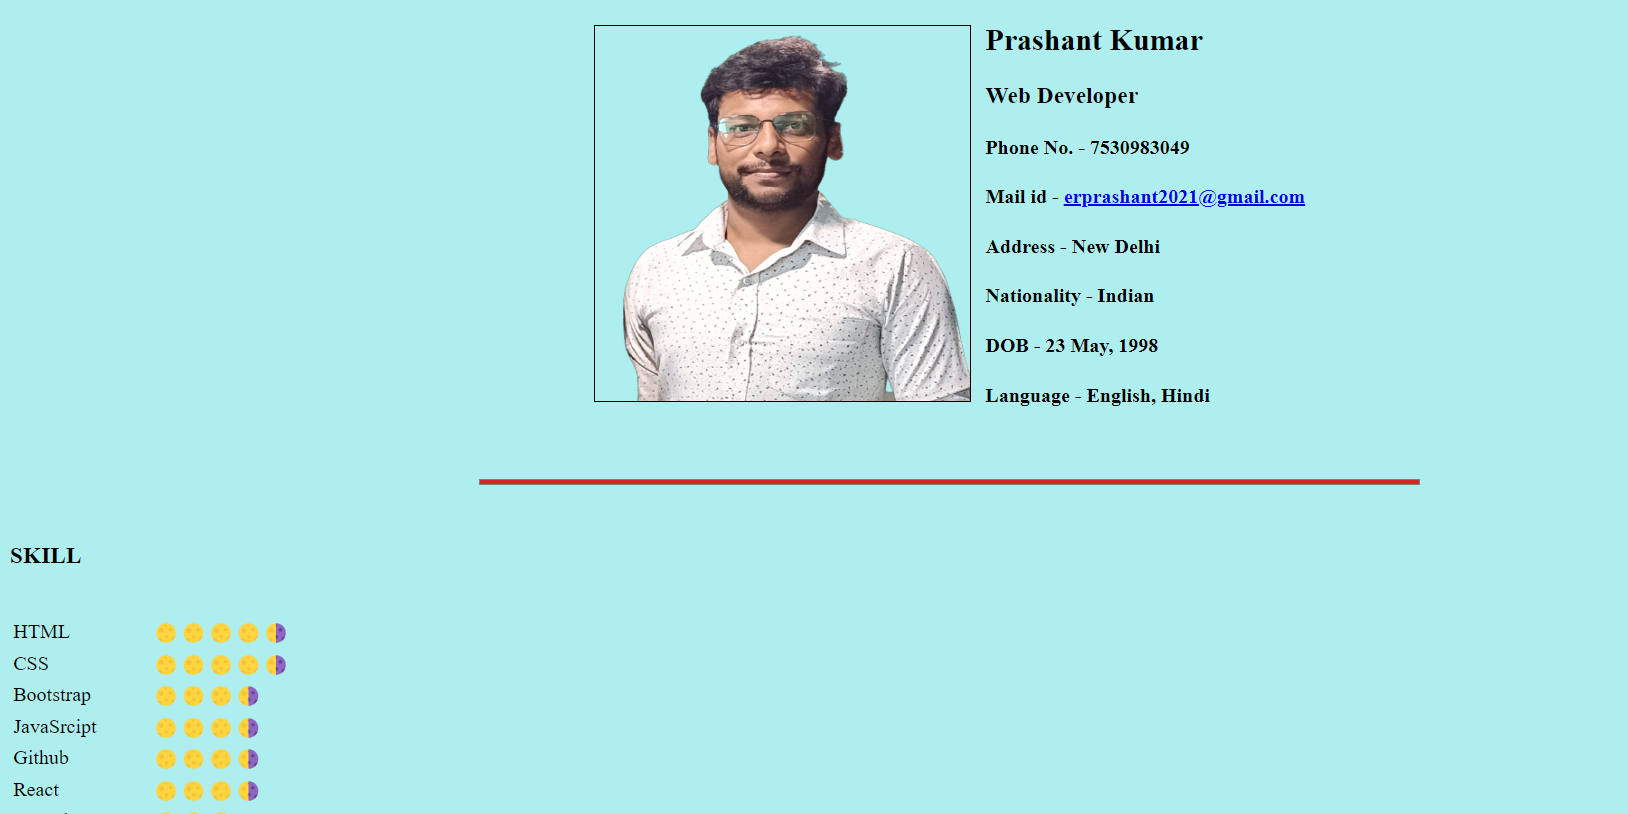 Prashant Kumar
Web Developer
Phone No. - 7530983049
Mail id - erprashant2021@gmail.com
Address - New Delhi
Nationality - Indian
DOB - 23 May, 1998
Language - English, Hindi
SKILL
HTML
CSS
Bootstrap
JavaSrcipt
Github
React